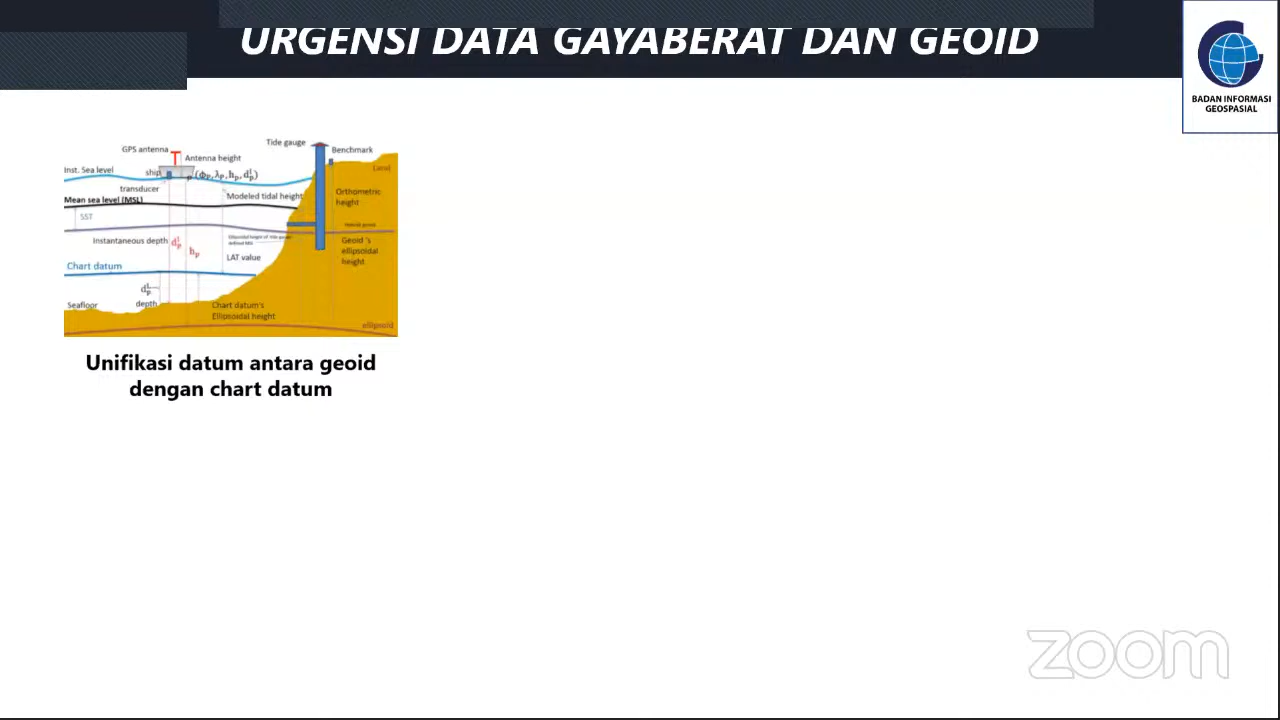 URGENSI DATA GAYABERAT DAN GEOID
BADAN INFORMASI
GEOSPASIAL
GPS antenna
Antenna height
Tide gauge
Benchmark
Inst. Sea level
ship
Land
transducer
Modeled tidal height
Orthometric
height
Mean sea level (MSL)
SST
Instantaneous depth
Geoid 's
ellipsoidal
height
LAT value
Chart datum
Seafloor
depth
Chart datum's
Ellipsoidal height
ellipsoid
Unifikasi datum antara geoid
dengan chart datum
zoom